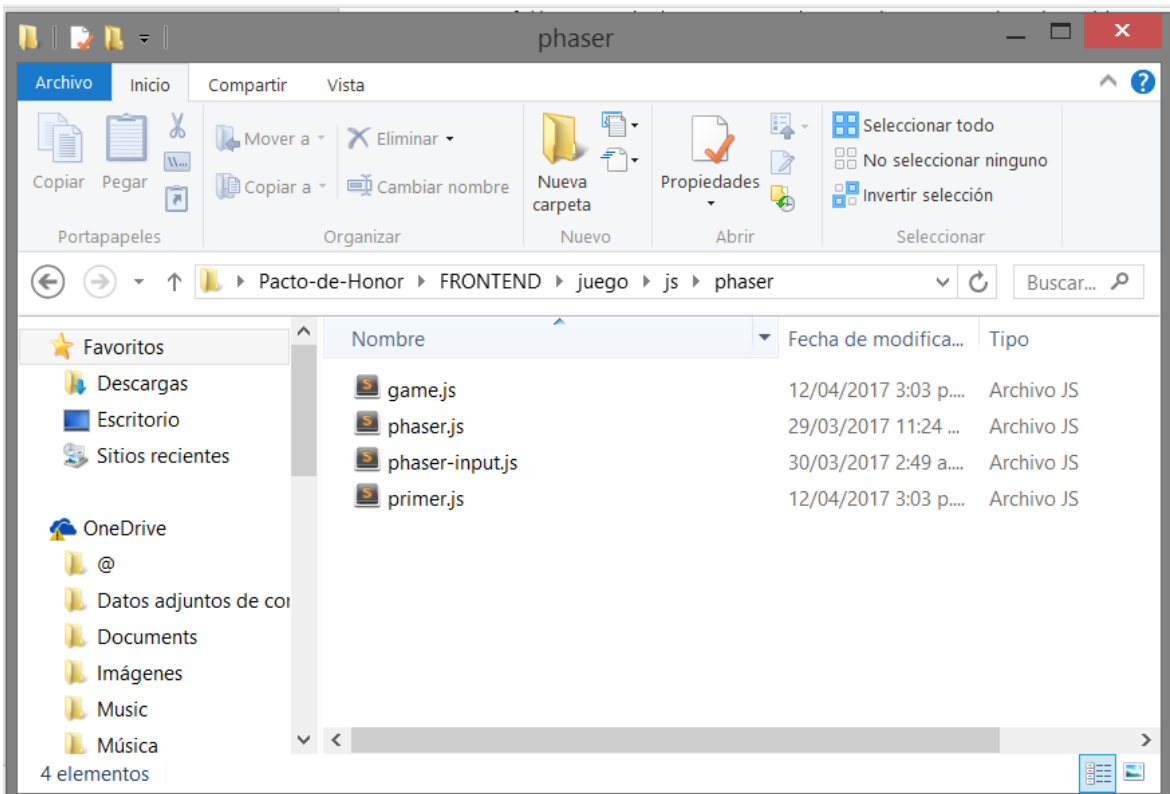 phaser
Archivo Inicio Compartir Vista
Copiar Pegar Mover a Copiar a Eliminar Cambiar nombre Nueva carpeta Propiedades Seleccionar todo No seleccionar ninguno Invertir selección
Portapapeles Organizar Nuevo Abrir Seleccionar
Pacto-de-Honor FRONTEND juego js phaser Buscar...
Favoritos
Descargas
Escritorio
Sitios recientes
OneDrive
@
Datos adjuntos de cor
Documents
Imágenes
Music
Música
Nombre Fecha de modifica... Tipo
game.js 12/04/2017 3:03 p.... Archivo JS
phaser.js 29/03/2017 11:24 ... Archivo JS
phaser-input.js 30/03/2017 2:49 a.... Archivo JS
primer.js 12/04/2017 3:03 p.... Archivo JS
4 elementos